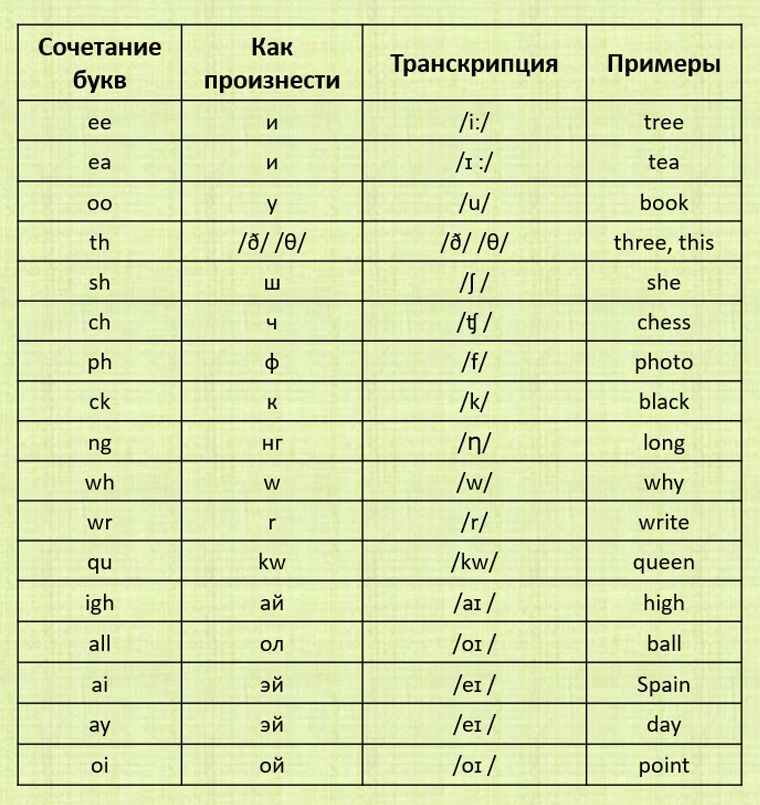 Сочетание букв | Как произнести | Транскрипция | Примеры
ee | и | /i:/ | tree
ea | и | /ɪ :/ | tea
oo | у | /u/ | book
th | /ð/ /θ/ | /ð/ /θ/ | three, this
sh | ш | /ʃ / | she
ch | ч | /ʧ / | chess
ph | ф | /f/ | photo
ck | к | /k/ | black
ng | нг | /Ƞ/ | long
wh | w | /w/ | why
wr | r | /r/ | write
qu | kw | /kw/ | queen
igh | ай | /aɪ / | high
all | ол | /oɪ / | ball
ai | эй | /eɪ / | Spain
ay | эй | /eɪ / | day
oi | ой | /oɪ / | point